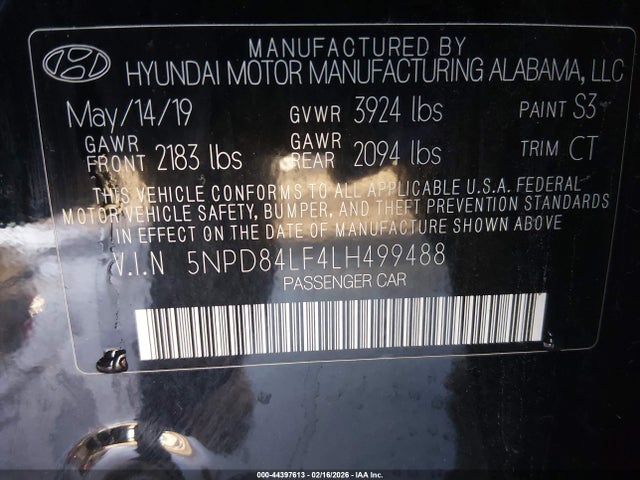 MANUFACTURED BY
HYUNDAI MOTOR MANUFACTURING ALABAMA, LLC
May/14/19 GVWR 3924 lbs PAINT S3
GAWR FRONT 2183 lbs GAWR REAR 2094 lbs TRIM CT
THIS VEHICLE CONFORMS TO ALL APPLICABLE U.S.A. FEDERAL
MOTOR VEHICLE SAFETY, BUMPER, AND THEFT PREVENTION STANDARDS
IN EFFECT ON THE DATE OF MANUFACTURE SHOWN ABOVE
V.I.N 5NPD84LF4LH499488
PASSENGER CAR
000-44397613 - 02/16/2026 - IAA Inc.